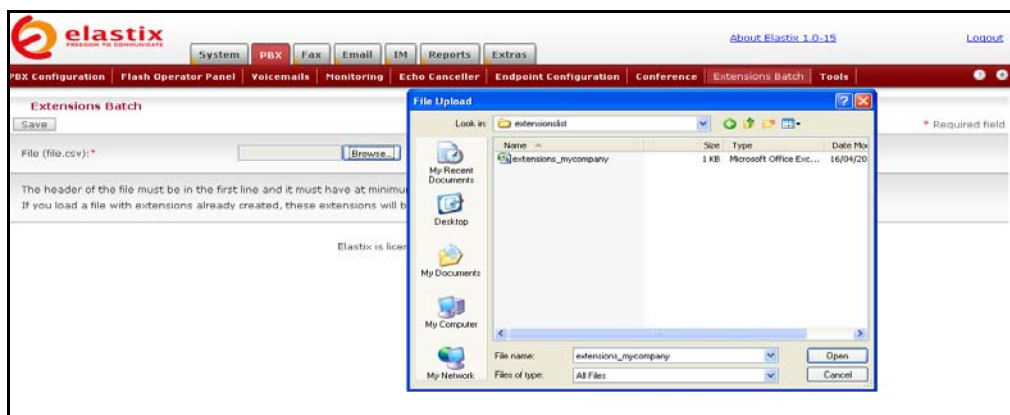 elastix
FREEDOM TO COMMUNICATE
System PBX Fax Email IM Reports Extras
About Elastix 1.0-15
Logout
PBX Configuration Flash Operator Panel Voicemails Monitoring Echo Canceller Endpoint Configuration Conference Extensions Batch Tools
Extensions Batch
Save
* Required field
File (file.csv):*
Browse...
The header of the file must be in the first line and it must have at minimu
If you load a file with extensions already created, these extensions will b
Elastix is licen
File Upload
Look in: extensionslist
Name Size Type Date Mo
extensions_mycompany 1 KB Microsoft Office Exc... 16/04/20
My Recent Documents
Desktop
My Documents
My Computer
My Network
File name: extensions_mycompany Open
Files of type: All Files Cancel